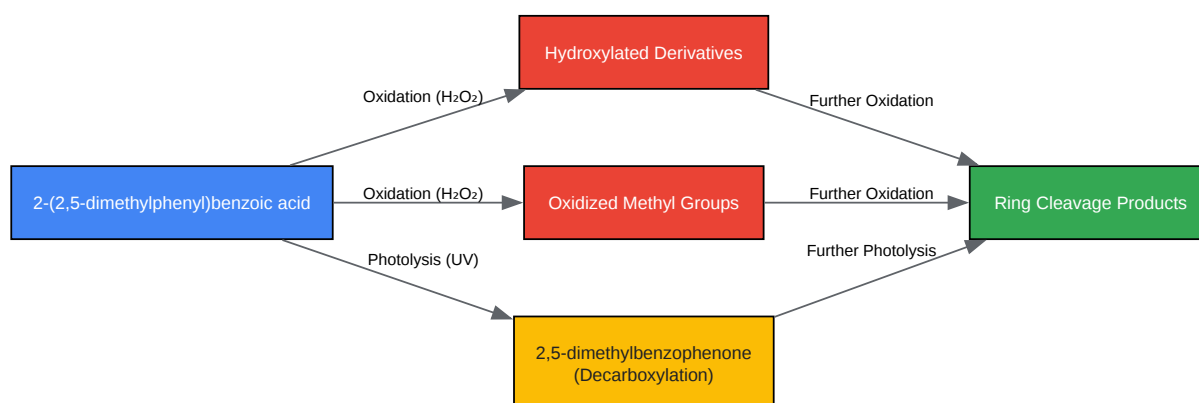 Hydroxylated Derivatives
Oxidation (H₂O₂)
Further Oxidation
2-(2,5-dimethylphenyl)benzoic acid
Oxidation (H₂O₂)
Oxidized Methyl Groups
Further Oxidation
Ring Cleavage Products
Photolysis (UV)
Further Photolysis
2,5-dimethylbenzophenone
(Decarboxylation)